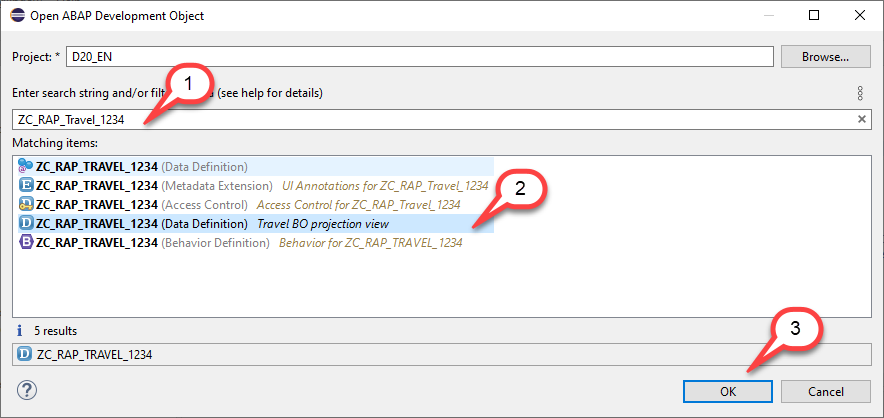 Open ABAP Development Object
Project: * D20_EN Browse...
1
Enter search string and/or filt a (see help for details)
ZC_RAP_Travel_1234
Matching items:
ZC_RAP_TRAVEL_1234 (Data Definition)
E ZC_RAP_TRAVEL_1234 (Metadata Extension) UI Annotations for ZC_RAP_Travel_1234
2
ZC_RAP_TRAVEL_1234 (Access Control) Access Control for ZC_RAP_Travel_1234
D ZC_RAP_TRAVEL_1234 (Data Definition) Travel BO projection view
B ZC_RAP_TRAVEL_1234 (Behavior Definition) Behavior for ZC_RAP_TRAVEL_1234
i 5 results
3
D ZC_RAP_TRAVEL_1234
? OK Cancel